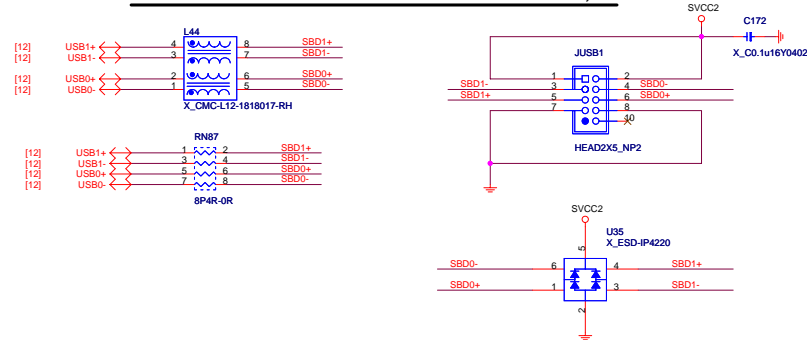 L44
[12] USB1+ 4 8 SBD1+
[12] USB1- 3 7 SBD1-
[12] USB0+ 2 6 SBD0+
[12] USB0- 1 5 SBD0-
X_CMC-L12-1818017-RH
RN87
[12] USB1+ 1 2 SBD1+
[12] USB1- 3 4 SBD1-
[12] USB0+ 5 6 SBD0+
[12] USB0- 7 8 SBD0-
8P4R-0R
SVCC2
C172
X_C0.1u16Y0402
JUSB1
1 2
SBD1- 3 4 SBD0-
SBD1+ 5 6 SBD0+
7 8
10
HEAD2X5_NP2
SVCC2
U35
X_ESD-IP4220
5
SBD0- 6 4 SBD1+
SBD0+ 1 3 SBD1-
2